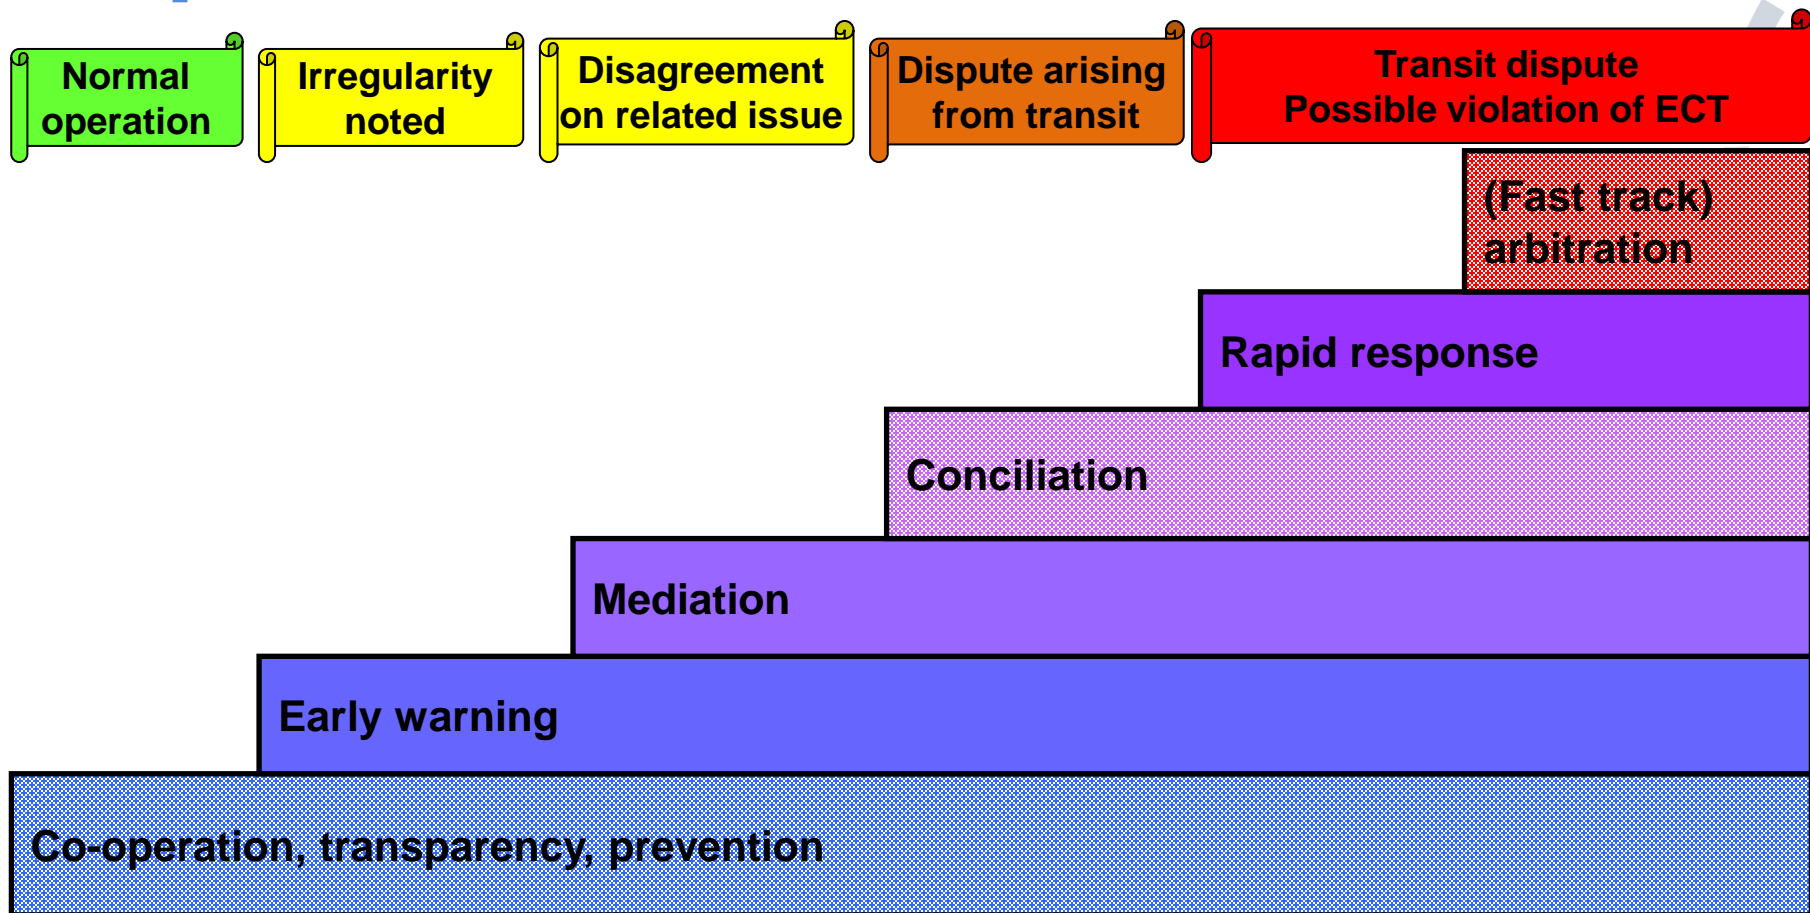 Normal
operation
Irregularity
noted
Disagreement
on related issue
Dispute arising
from transit
Transit dispute
Possible violation of ECT
(Fast track)
arbitration
Rapid response
Conciliation
Mediation
Early warning
Co-operation, transparency, prevention